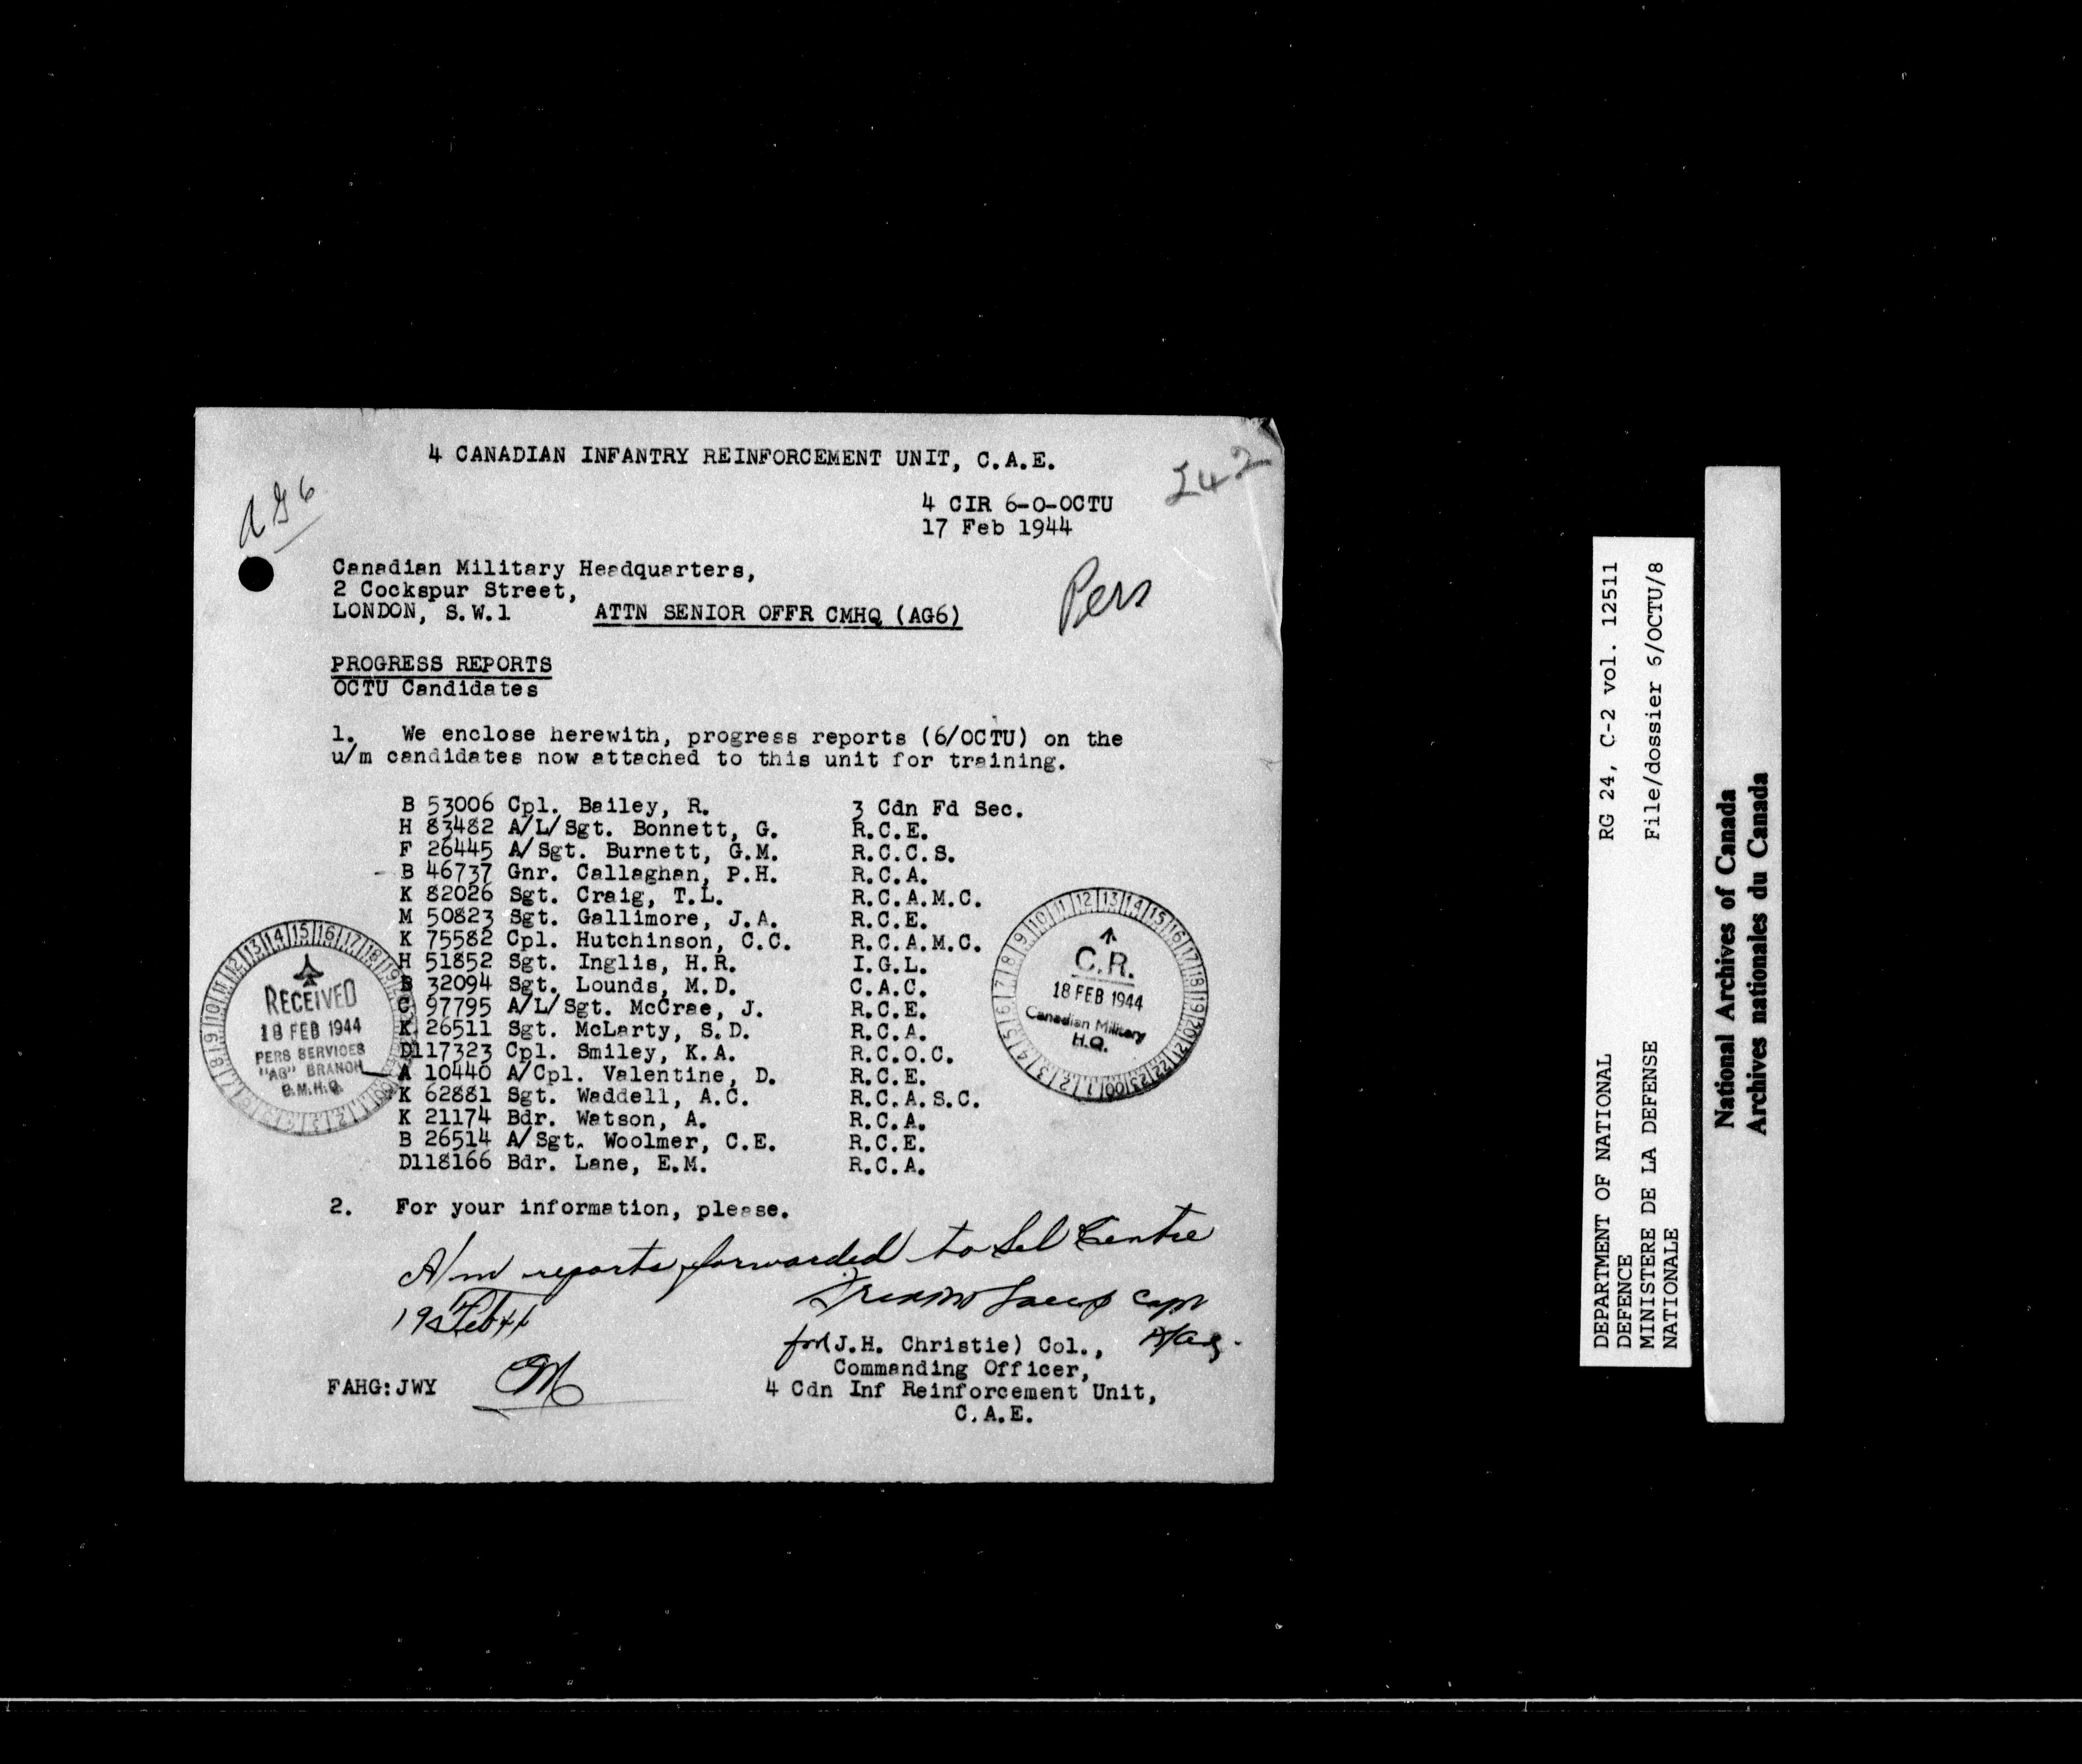 4 CANADIAN INFANTRY REINFORCEMENT UNIT, C.A.E.
242
AG6
4 CIR 6-O-OCTU
17 Feb 1944
Canadian Military Headquarters,
2 Cockspur Street,
LONDON, S.W.1 ATTN SENIOR OFFR CMHQ (AG6)
Pers
PROGRESS REPORTS
OCTU Candidates
1. We enclose herewith, progress reports (6/OCTU) on the
u/m candidates now attached to this unit for training.
B 53006 Cpl. Bailey, R. 3 Cdn Fd Sec.
H 83482 A/L/Sgt. Bonnett, G. R.C.E.
F 26445 A/Sgt. Burnett, G.M. R.C.C.S.
- B 46737 Gnr. Callaghan, P.H. R.C.A.
K 82026 Sgt. Craig, T.L. R.C.A.M.C.
M 50823 Sgt. Gallimore, J.A. R.C.E.
K 75582 Cpl. Hutchinson, C.C. R.C.A.M.C.
H 51852 Sgt. Inglis, H.R. I.G.L.
B 32094 Sgt. Lounds, M.D. C.A.C.
C 97795 A/L/Sgt. McCrae, J. R.C.E.
K 26511 Sgt. McLarty, S.D. R.C.A.
D117323 Cpl. Smiley, K.A. R.C.O.C.
A 10440 A/Cpl. Valentine, D. R.C.E.
K 62881 Sgt. Waddell, A.C. R.C.A.S.C.
K 21174 Bdr. Watson, A. R.C.A.
B 26514 A/Sgt. Woolmer, C.E. R.C.E.
D118166 Bdr. Lane, E.M. R.C.A.
RECEIVED
18 FEB 1944
PERS SERVICES
"AG" BRANCH
C.M.H.Q.
C.R.
18 FEB 1944
Canadian Military
H.Q.
2. For your information, please.
A/m reports forwarded to Sel Centre
19 Feb 44
Capt
for (J.H. Christie) Col.,
Commanding Officer,
FAHG:JWY
4 Cdn Inf Reinforcement Unit,
C.A.E.
DEPARTMENT OF NATIONAL RG 24, C-2 vol. 12511
DEFENCE
MINISTERE DE LA DEFENSE File/dossier 6/OCTU/8
NATIONALE
National Archives of Canada
Archives nationales du Canada